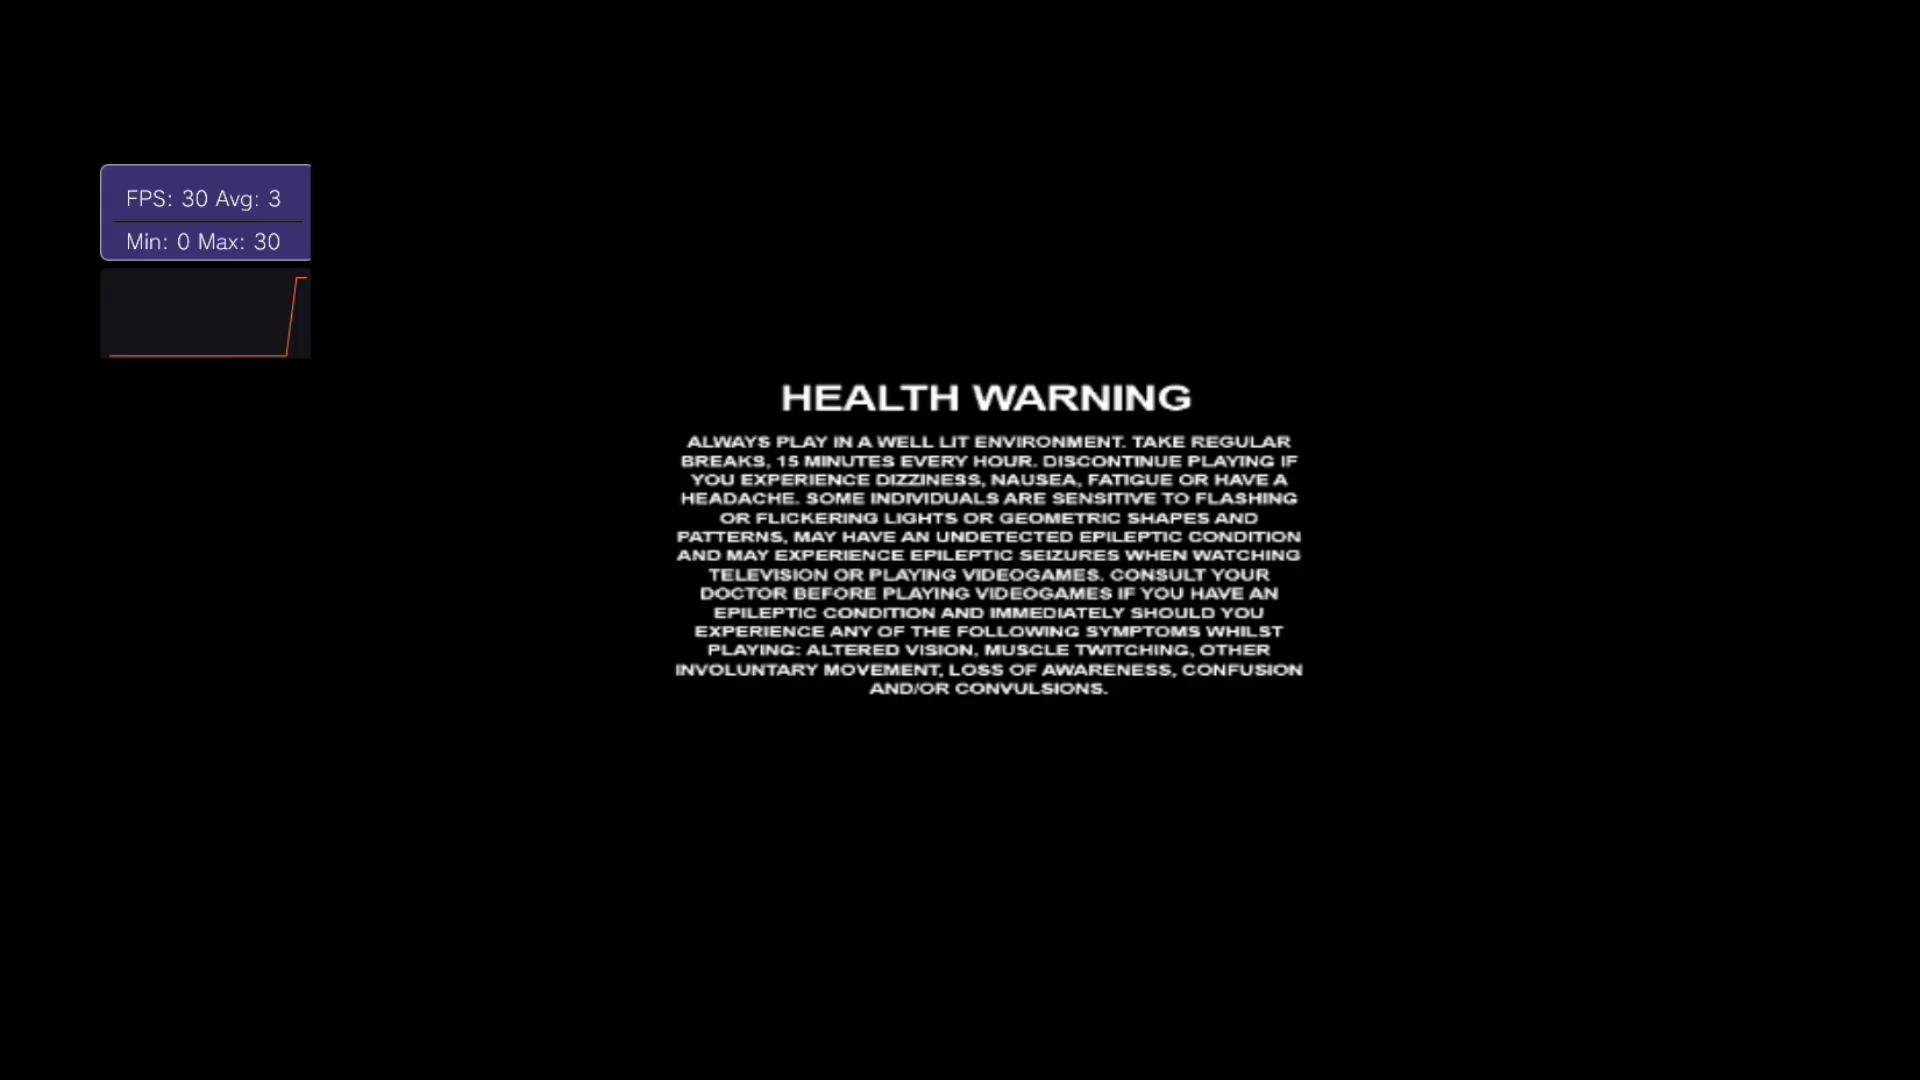 FPS: 30 Avg: 3
Min: 0 Max: 30
HEALTH WARNING
ALWAYS PLAY IN A WELL LIT ENVIRONMENT. TAKE REGULAR
BREAKS, 15 MINUTES EVERY HOUR. DISCONTINUE PLAYING IF
YOU EXPERIENCE DIZZINESS, NAUSEA, FATIGUE OR HAVE A
HEADACHE. SOME INDIVIDUALS ARE SENSITIVE TO FLASHING
OR FLICKERING LIGHTS OR GEOMETRIC SHAPES AND
PATTERNS, MAY HAVE AN UNDETECTED EPILEPTIC CONDITION
AND MAY EXPERIENCE EPILEPTIC SEIZURES WHEN WATCHING
TELEVISION OR PLAYING VIDEOGAMES. CONSULT YOUR
DOCTOR BEFORE PLAYING VIDEOGAMES IF YOU HAVE AN
EPILEPTIC CONDITION AND IMMEDIATELY SHOULD YOU
EXPERIENCE ANY OF THE FOLLOWING SYMPTOMS WHILST
PLAYING: ALTERED VISION, MUSCLE TWITCHING, OTHER
INVOLUNTARY MOVEMENT, LOSS OF AWARENESS, CONFUSION
AND/OR CONVULSIONS.